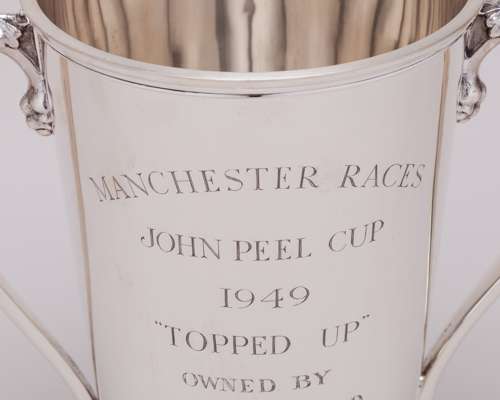 MANCHESTER RACES
JOHN PEEL CUP
1949
"TOPPED UP"
OWNED BY